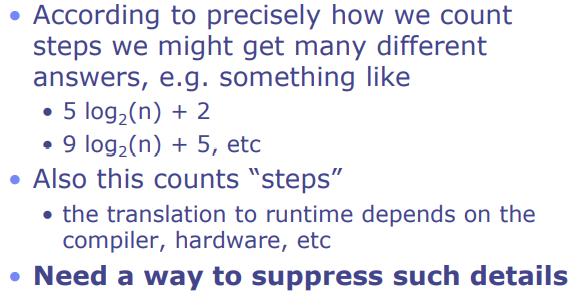 • According to precisely how we count
steps we might get many different
answers, e.g. something like
• 5 log₂(n) + 2
• 9 log₂(n) + 5, etc
• Also this counts “steps”
• the translation to runtime depends on the
compiler, hardware, etc
• Need a way to suppress such details